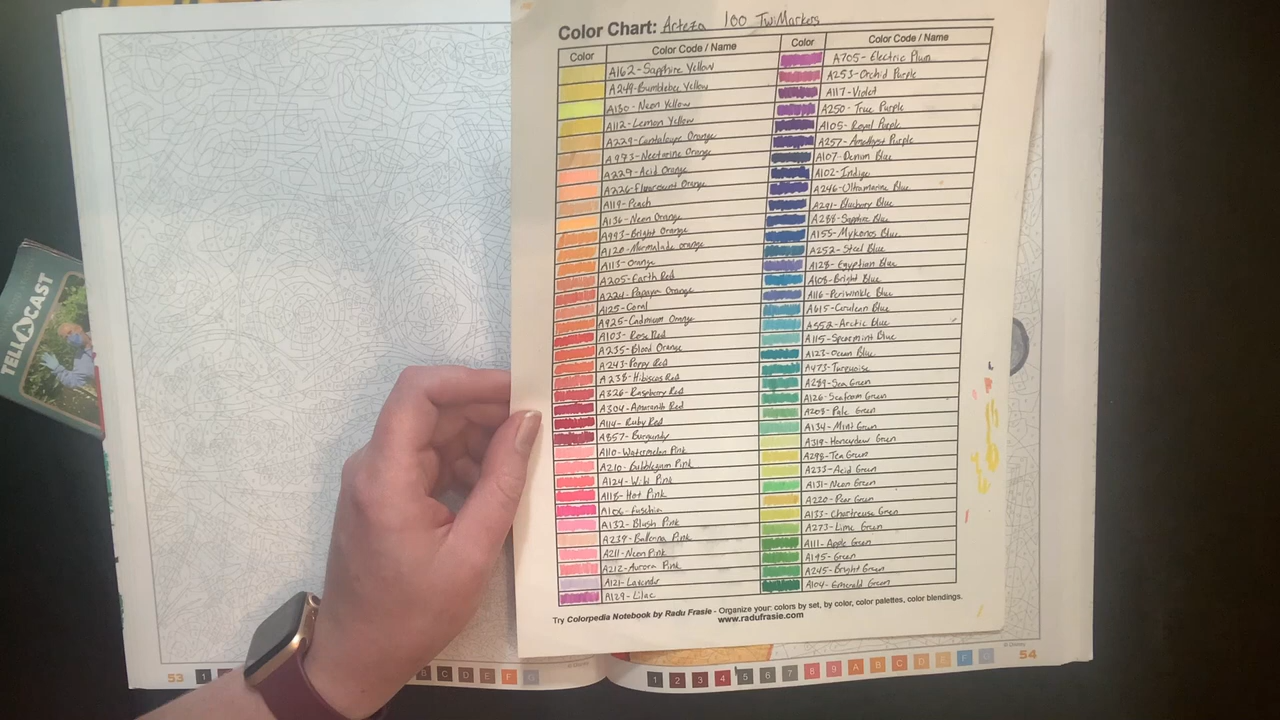 Color Chart: Arteza 100 TwiMarkers
Color
Color Code / Name
A162-Sapphire Yellow
A249-Bumblebee Yellow
A130-Neon Yellow
A112-Lemon Yellow
A229-Cantaloupe Orange
A973-Nectarine Orange
A229-Acid Orange
A226-Fluorescent Orange
A119-Peach
A136-Neon Orange
A993-Bright Orange
A120-Marmalade Orange
A113-Orange
A205-Earth Red
A224-Papaya Orange
A125-Coral
A925-Cadmium Orange
A103-Rose Red
A235-Blood Orange
A243-Poppy Red
A238-Hibiscus Red
A326-Raspberry Red
A304-Amaranth Red
A114-Ruby Red
A857-Burgundy
A110-Watermelon Pink
A210-Bubblegum Pink
A124-Wild Pink
A118-Hot Pink
A106-Fuschia
A132-Blush Pink
A239-Ballerina Pink
A211-Neon Pink
A212-Aurora Pink
A121-Lavender
A129-Lilac
Color
Color Code / Name
A705-Electric Plum
A253-Orchid Purple
A117-Violet
A250-True Purple
A105-Royal Purple
A257-Amethyst Purple
A107-Denim Blue
A102-Indigo
A246-Ultramarine Blue
A291-Blueberry Blue
A288-Sapphire Blue
A155-Mykonos Blue
A252-Steel Blue
A128-Egyptian Blue
A108-Bright Blue
A116-Periwinkle Blue
A615-Cerulean Blue
A552-Arctic Blue
A115-Spearmint Blue
A123-Ocean Blue
A473-Turquoise
A289-Sea Green
A126-Seafoam Green
A208-Pale Green
A134-Mint Green
A319-Honeydew Green
A298-Tea Green
A233-Acid Green
A131-Neon Green
A220-Pear Green
A133-Chartreuse Green
A273-Lime Green
A111-Apple Green
A195-Green
A245-Bright Green
A104-Emerald Green
Try Colorpedia Notebook by Radu Frasie - Organize your: colors by set, by color, color palettes, color blendings.
www.radufrasie.com
TELLACAST
53 1
C D E F G
© Disney
1 2 3 4 5 6 7 8 9 A B C D E F G
© Disney
54